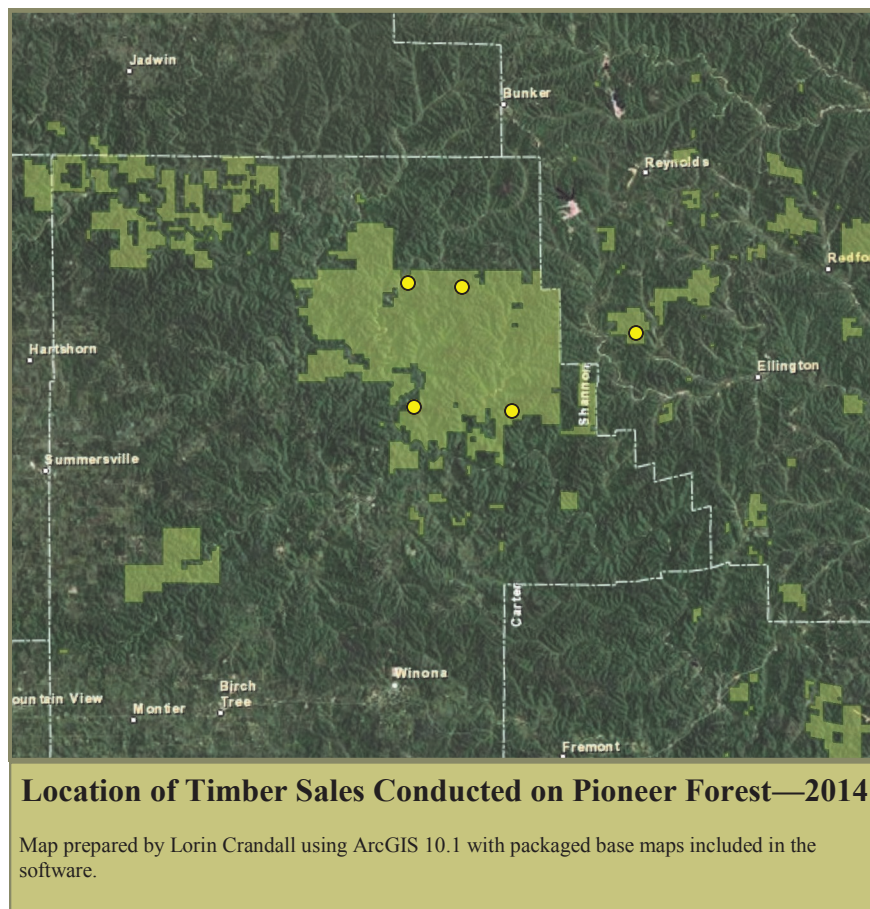 Jadwin
Bunker
Reynolds
Redfo
Hartshorn
Ellington
Shannon
Summersville
Carter
Winona
ountain View
Birch
Tree
Montier
Fremont
Location of Timber Sales Conducted on Pioneer Forest—2014
Map prepared by Lorin Crandall using ArcGIS 10.1 with packaged base maps included in the
software.